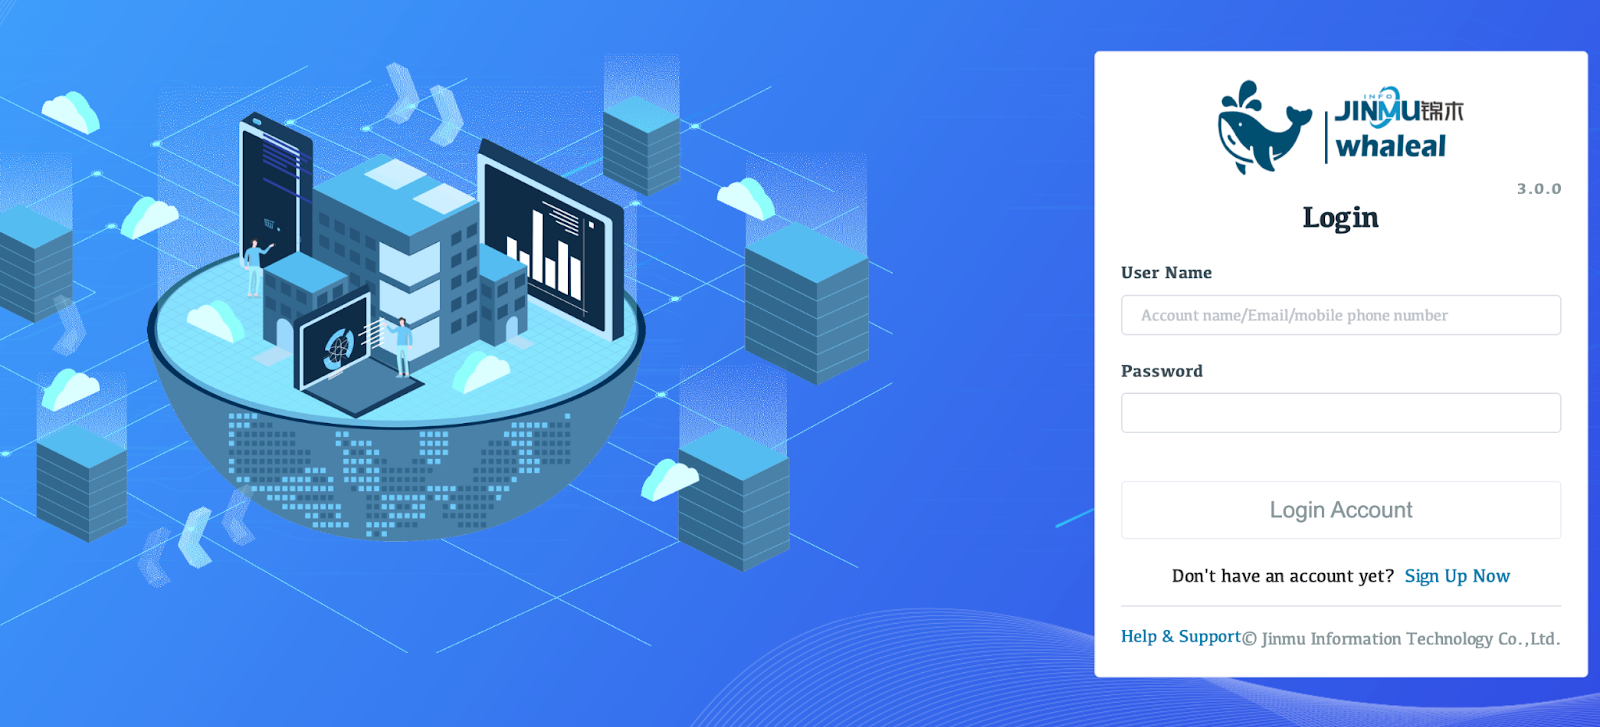 INFO
JINMU锦木
whaleal
3.0.0
Login
User Name
Account name/Email/mobile phone number
Password
Login Account
Don't have an account yet? Sign Up Now
Help & Support© Jinmu Information Technology Co.,Ltd.